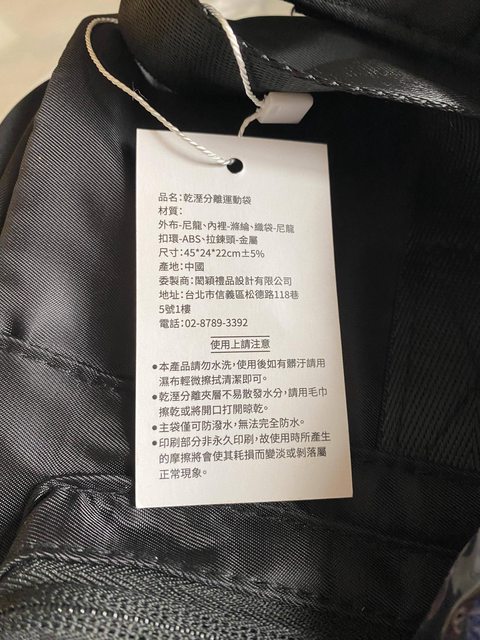 品名：乾溼分離運動袋
材質：
外布-尼龍、內裡-滌綸、織袋-尼龍
扣環-ABS、拉鍊頭-金屬
尺寸：45*24*22cm±5%
產地：中國
委製商：閎穎禮品設計有限公司
地址：台北市信義區松德路118巷
5號1樓
電話：02-8789-3392
使用上請注意
●本產品請勿水洗，使用後如有髒汙請用
濕布輕微擦拭清潔即可。
●乾溼分離夾層不易散發水分，請用毛巾
擦乾或將開口打開晾乾。
●主袋僅可防潑水，無法完全防水。
●印刷部分非永久印刷，故使用時所產生
的摩擦將會使其耗損而變淡或剝落屬
正常現象。